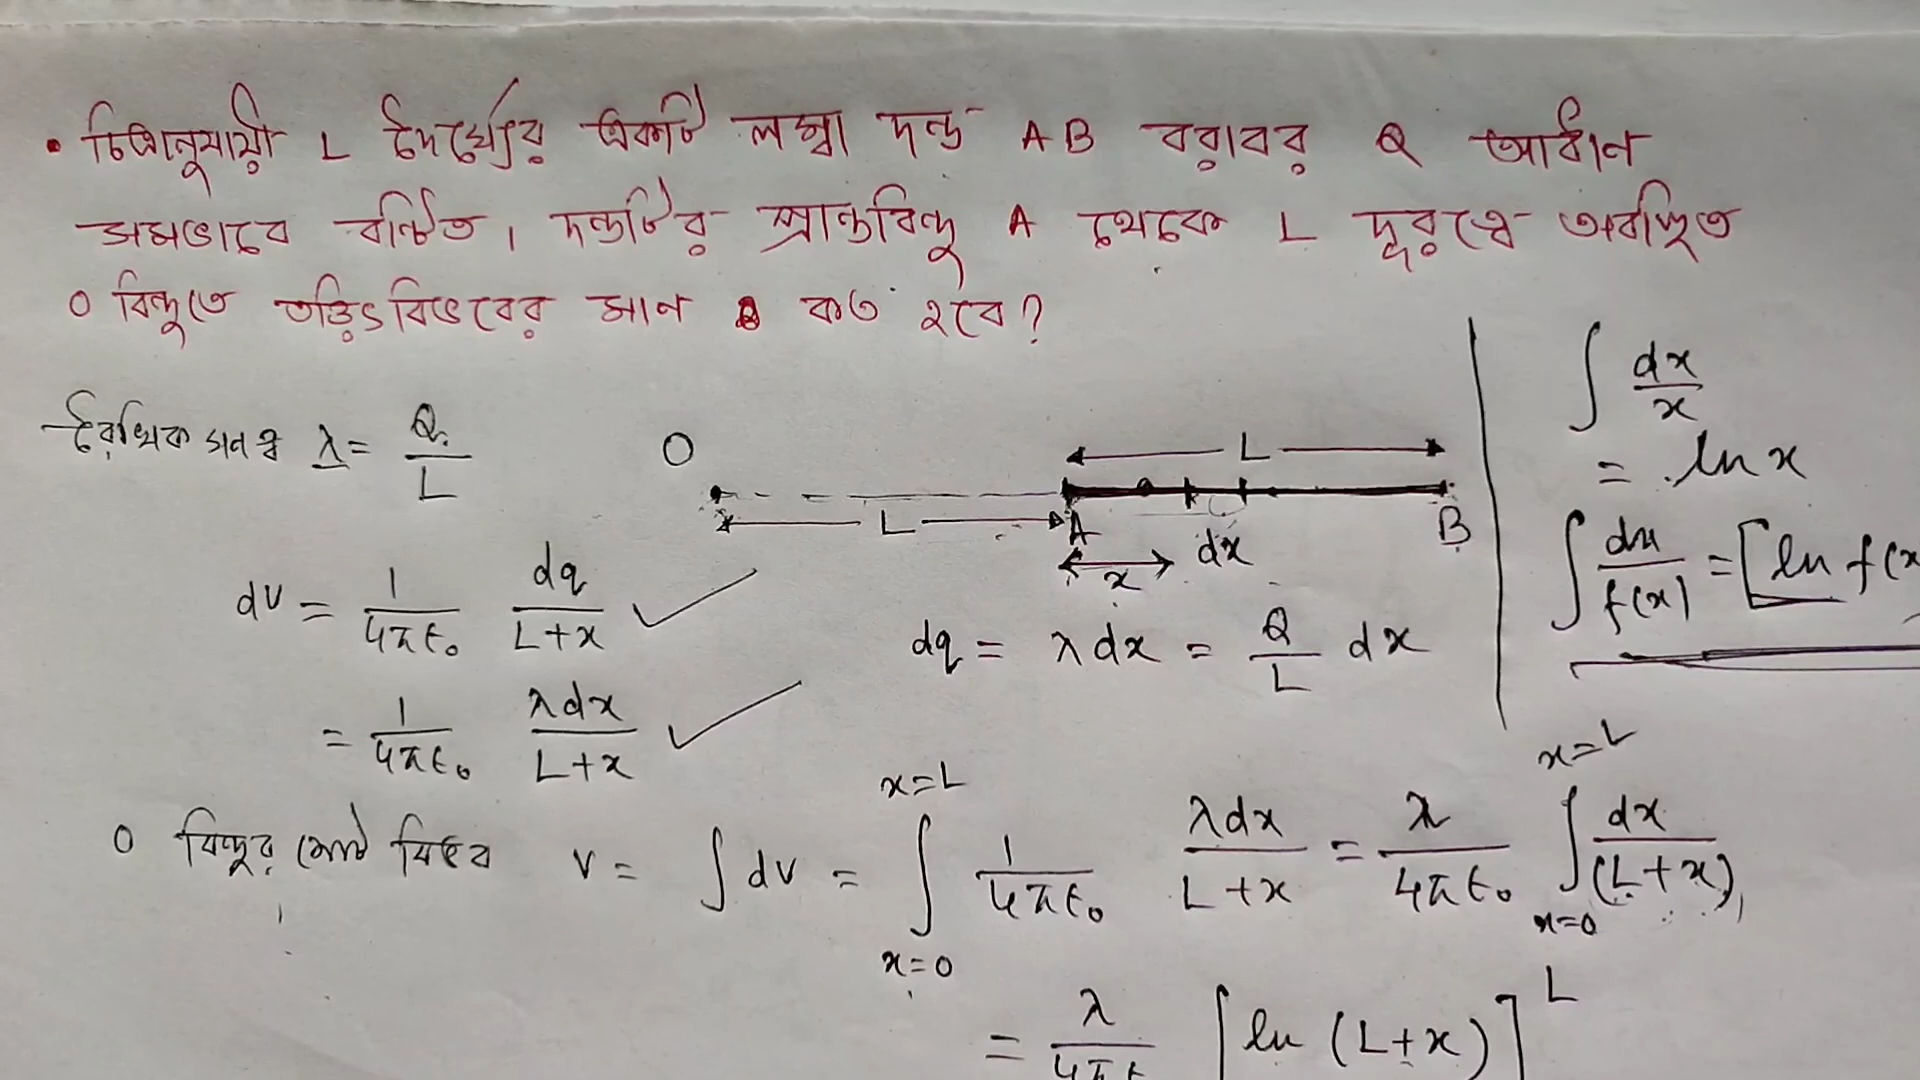 • চিত্রানুযায়ী L দৈর্ঘ্যের একটি লম্বা দন্ড AB বরাবর Q আধান
সমভাবে বন্টিত। দন্ডটির প্রান্তবিন্দু A থেকে L দূরত্বে অবস্থিত
O বিন্দুতে তড়িৎবিভবের মান কত হবে?
রৈখিক ঘনত্ব λ = Q/L
O
L
L
A
B
x
dx
dv = 1/4πε₀ dq/L+x ✓
= 1/4πε₀ λdx/L+x ✓
dq = λdx = Q/L dx
∫ dx/x
= ln x
∫ dx/f(x) = [ln f(x
O বিন্দুর মোট বিভব v = ∫dv = ∫_{x=0}^{x=L} 1/4πε₀ λdx/L+x = λ/4πε₀ ∫_{x=0}^{x=L} dx/(L+x)
= λ/4πε [ln (L+x)]^L